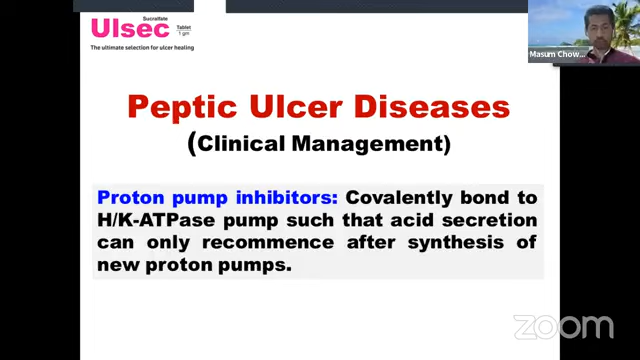 Sucralfate
Ulsec
Tablet
1 gm
The ultimate selection for ulcer healing
Masum Chow...
Peptic Ulcer Diseases
(Clinical Management)
Proton pump inhibitors: Covalently bond to
H/K-ATPase pump such that acid secretion
can only recommence after synthesis of
new proton pumps.
zoom